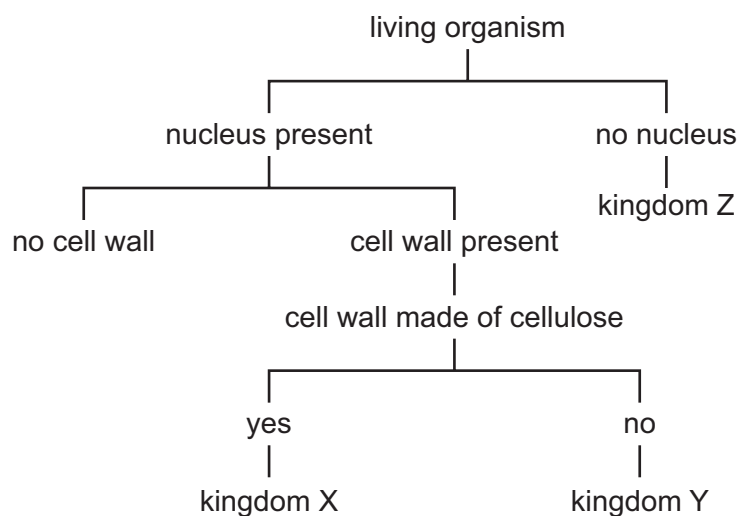 living organism
nucleus present
no nucleus
kingdom Z
no cell wall
cell wall present
cell wall made of cellulose
yes
no
kingdom X
kingdom Y